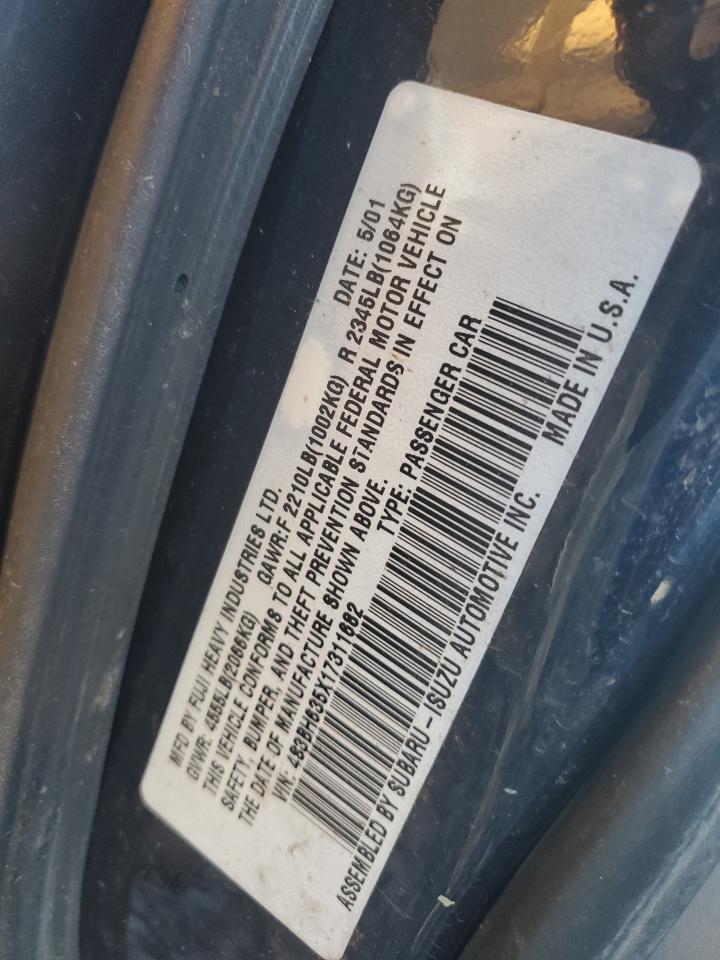 MFD BY FUJI HEAVY INDUSTRIES LTD. DATE: 5/01
GVWR: 4555LB(2066KG) GAWR:F 2210LB(1002KG) R 2345LB(1064KG)
THIS VEHICLE CONFORMS TO ALL APPLICABLE FEDERAL MOTOR VEHICLE
SAFETY, BUMPER, AND THEFT PREVENTION STANDARDS IN EFFECT ON
THE DATE OF MANUFACTURE SHOWN ABOVE.
VIN: 4S3BH635X17311682 TYPE: PASSENGER CAR
ASSEMBLED BY SUBARU-ISUZU AUTOMOTIVE INC. MADE IN U.S.A.